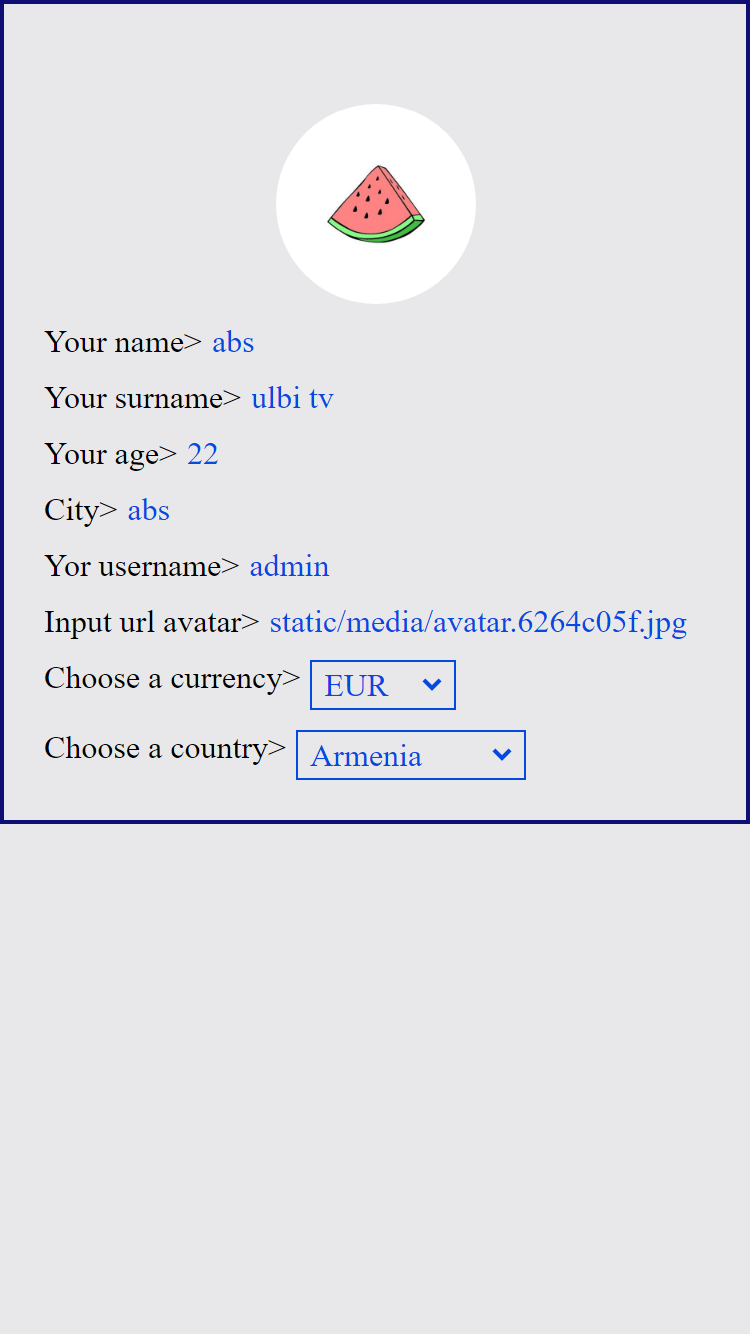 Your name> abs
Your surname> ulbi tv
Your age> 22
City> abs
Yor username> admin
Input url avatar> static/media/avatar.6264c05f.jpg
Choose a currency> EUR
Choose a country> Armenia